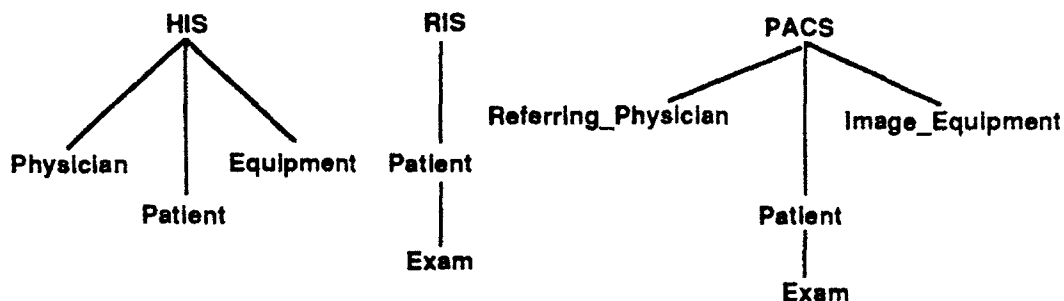 HIS
Physician
Patient
Equipment
RIS
Patient
Exam
PACS
Referring_Physician
Image_Equipment
Patient
Exam